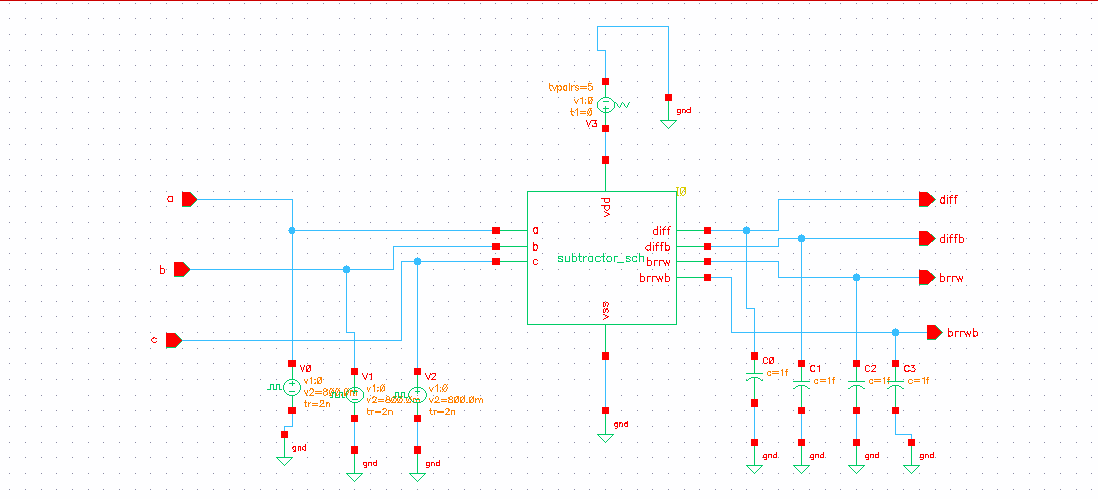 tvpairs=5
v1:0
t1=0
V3
gnd
I0
vdd
a
b
c
a
b
c
diff
diffb
brrw
brrwb
subtractor_sch
vss
diff
diffb
brrw
brrwb
V0
v1:0
v2=800.0m
tr=2n
gnd
V1
v1:0
v2=800.0m
tr=2n
gnd
V2
v1:0
v2=800.0m
tr=2n
gnd
gnd
C0
c=1f
gnd
C1
c=1f
gnd
C2
c=1f
gnd
C3
c=1f
gnd